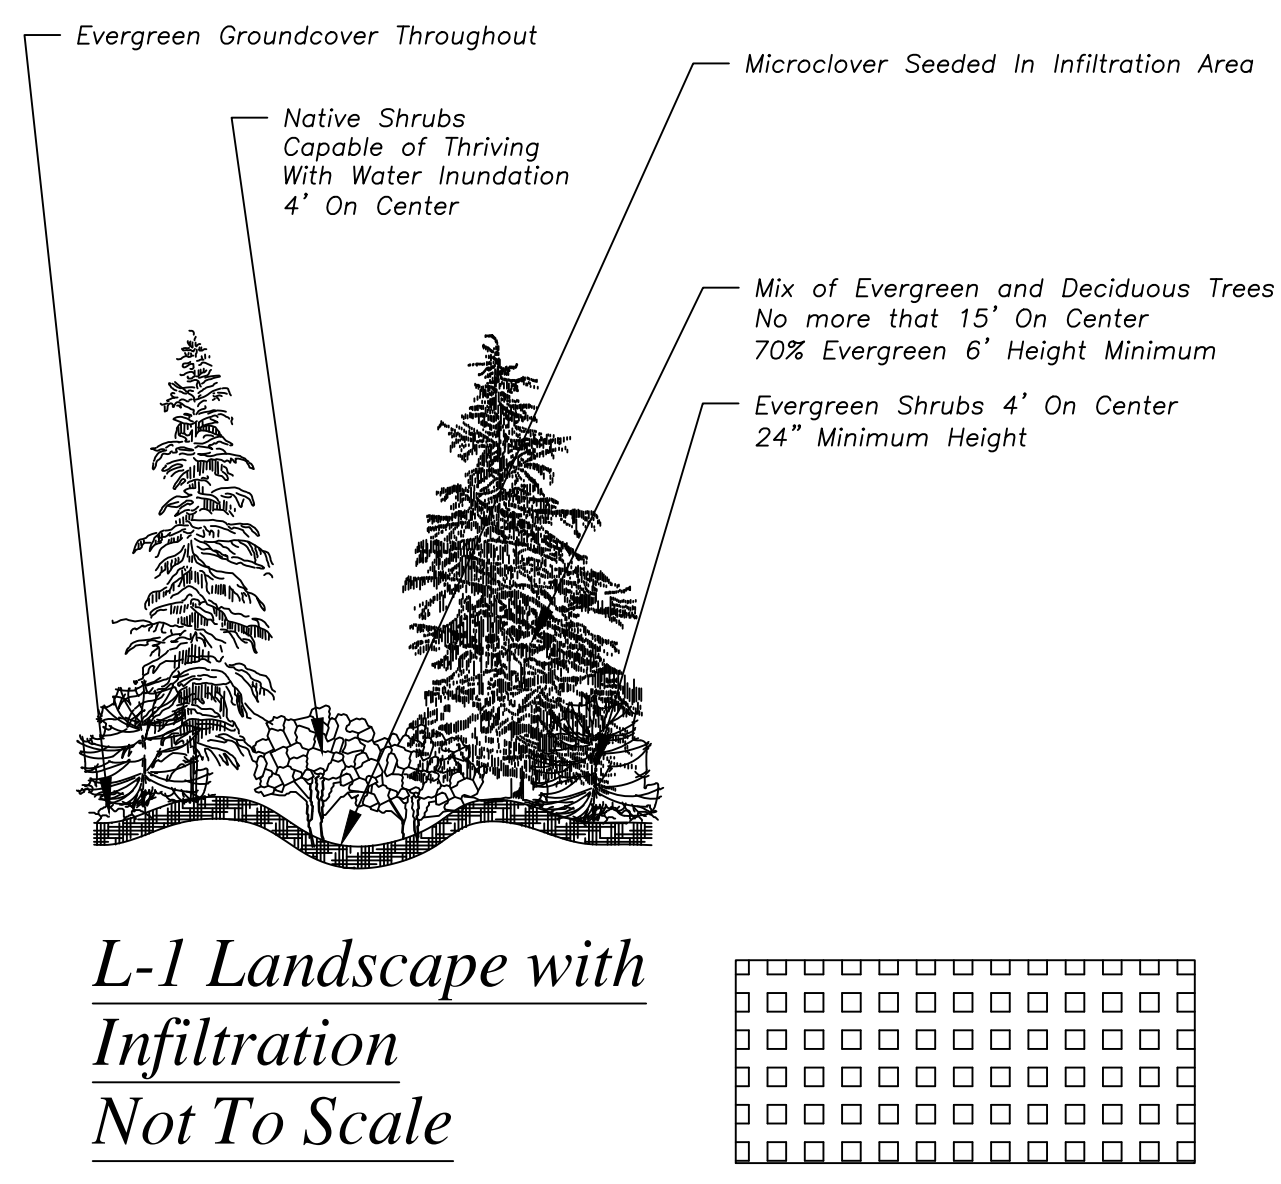 Evergreen Groundcover Throughout
Microclover Seeded In Infiltration Area
Native Shrubs
Capable of Thriving
With Water Inundation
4' On Center
Mix of Evergreen and Deciduous Trees
No more that 15' On Center
70% Evergreen 6' Height Minimum
Evergreen Shrubs 4' On Center
24" Minimum Height
L-1 Landscape with
Infiltration
Not To Scale